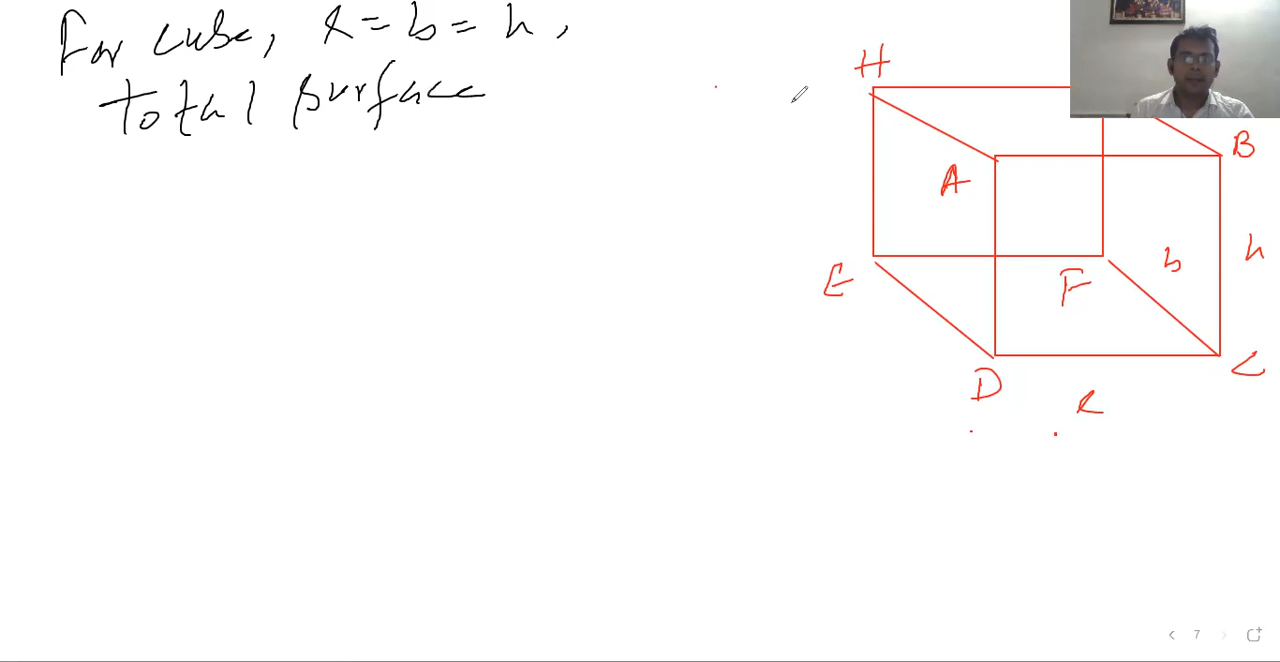 For cube, l = b = h,
total surface
H
B
A
h
b
E
F
C
D
l
7